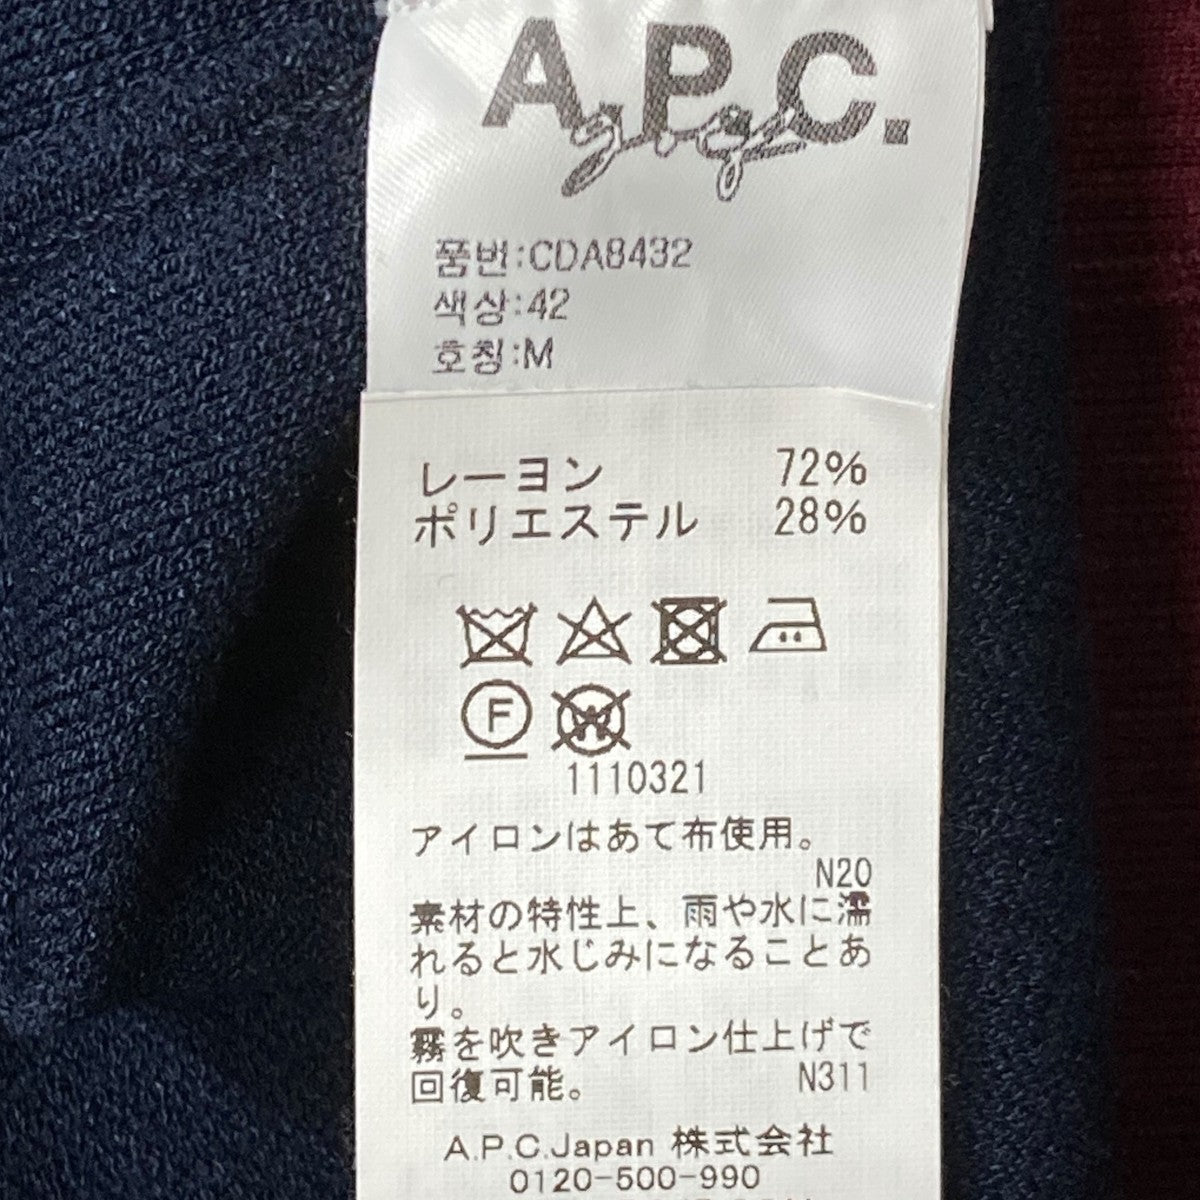 A.P.C.
품번:CDA8432
색상:42
호칭:M
レーヨン 72%
ポリエステル 28%
F
W
1110321
アイロンはあて布使用。
N20
素材の特性上、雨や水に濡
れると水じみになることあ
り。
霧を吹きアイロン仕上げで
回復可能。 N311
A.P.C.Japan 株式会社
0120-500-990